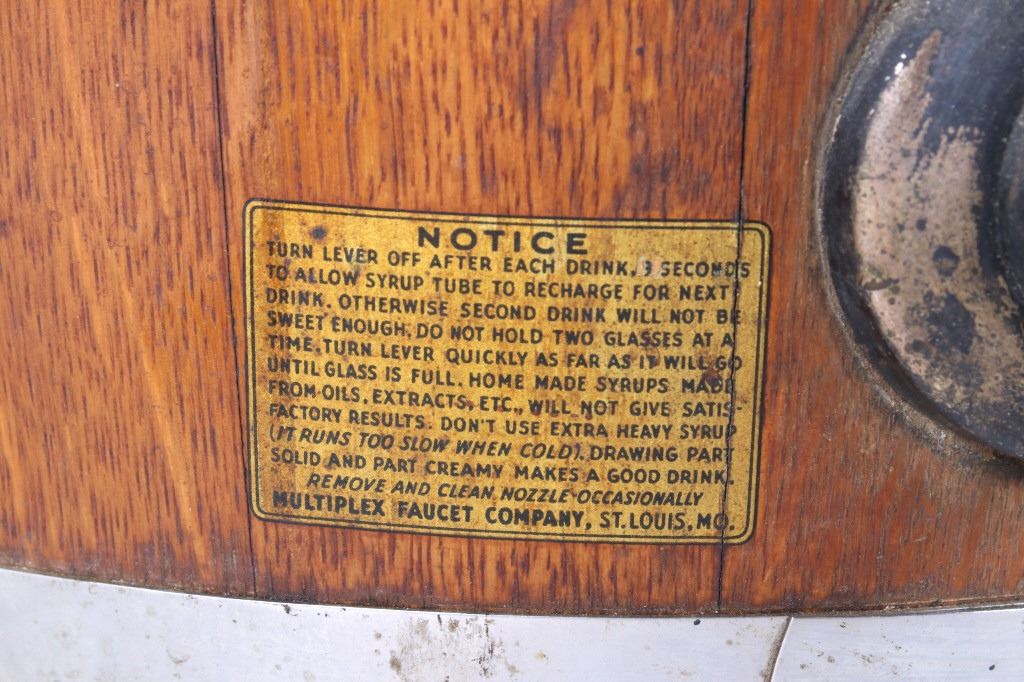 NOTICE
TURN LEVER OFF AFTER EACH DRINK, 3 SECONDS
TO ALLOW SYRUP TUBE TO RECHARGE FOR NEXT
DRINK. OTHERWISE SECOND DRINK WILL NOT BE
SWEET ENOUGH. DO NOT HOLD TWO GLASSES AT A
TIME. TURN LEVER QUICKLY AS FAR AS IT WILL GO
UNTIL GLASS IS FULL. HOME MADE SYRUPS MADE
FROM OILS, EXTRACTS, ETC., WILL NOT GIVE SATIS-
FACTORY RESULTS. DON'T USE EXTRA HEAVY SYRUP
(IT RUNS TOO SLOW WHEN COLD). DRAWING PART
SOLID AND PART CREAMY MAKES A GOOD DRINK.
REMOVE AND CLEAN NOZZLE OCCASIONALLY
MULTIPLEX FAUCET COMPANY, ST. LOUIS, MO.